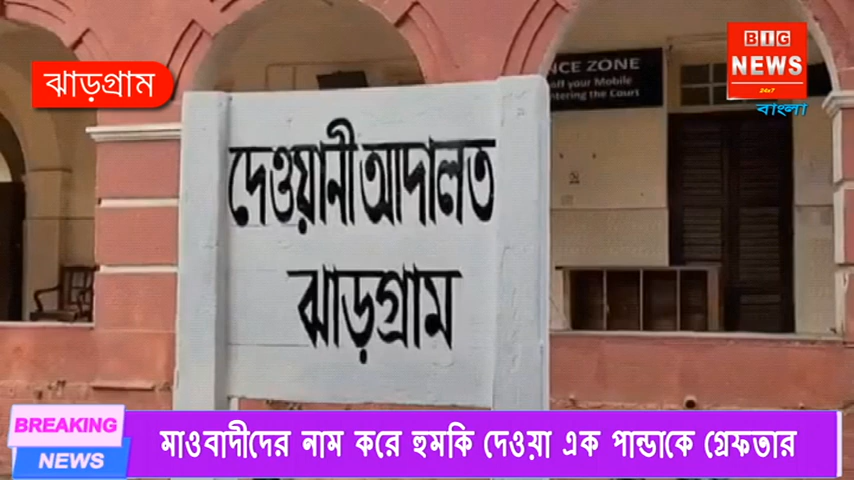 ঝাড়গ্রাম
BIG
NEWS
24x7
বাংলা
NCE ZONE
off your Mobile
ntering the Court
দেওয়ানী আদালত
ঝাড়গ্রাম
BREAKING
NEWS
মাওবাদীদের নাম করে হুমকি দেওয়া এক পান্ডাকে গ্রেফতার